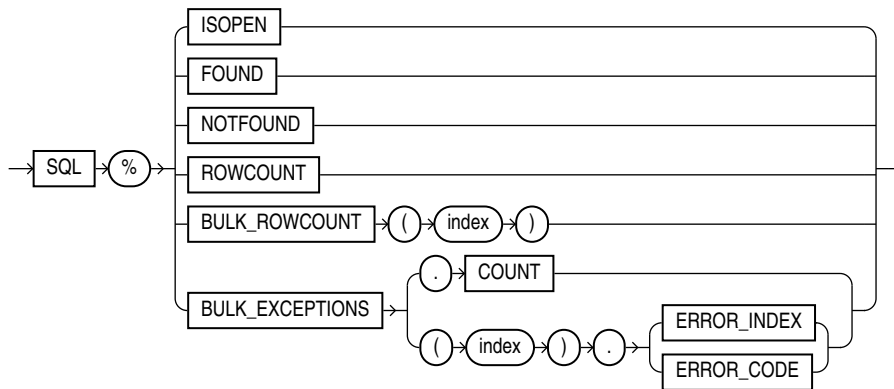 ISOPEN
FOUND
NOTFOUND
SQL % ROWCOUNT
BULK_ROWCOUNT ( index )
. COUNT
BULK_EXCEPTIONS
ERROR_INDEX
( index ) .
ERROR_CODE